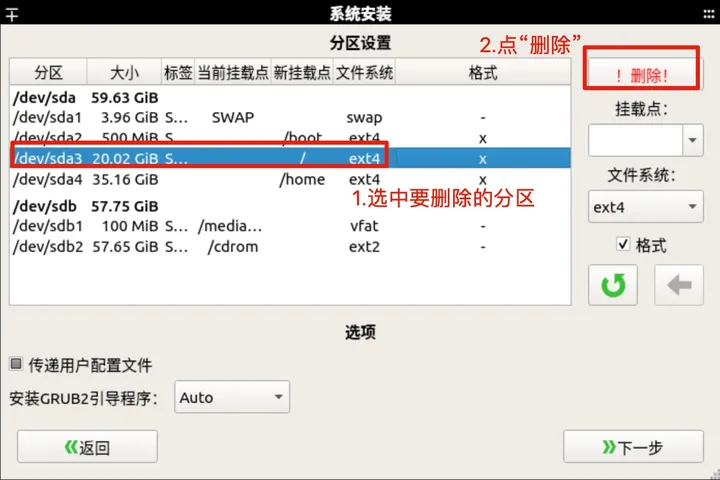 系统安装
分区设置
2.点“删除”
分区 大小 标签 当前挂载点 新挂载点 文件系统 格式
！删除！
/dev/sda 59.63 GiB
/dev/sda1 3.96 GiB S... SWAP swap -
挂载点：
/dev/sda2 500 MiB S... /boot ext4 x
/dev/sda3 20.02 GiB S... / ext4 x
/dev/sda4 35.16 GiB /home ext4 x
文件系统：
1.选中要删除的分区
/dev/sdb 57.75 GiB
ext4
/dev/sdb1 100 MiB S... /media... vfat -
/dev/sdb2 57.65 GiB S... /cdrom ext2 -
格式
选项
传递用户配置文件
安装GRUB2引导程序： Auto
返回
下一步